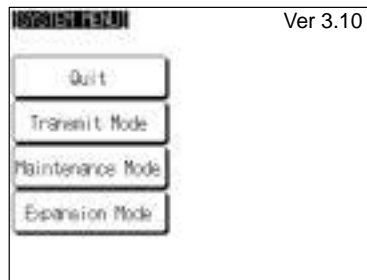 [SYSTEM MENU] Ver 3.10
Quit
Transmit Mode
Maintenance Mode
Expansion Mode